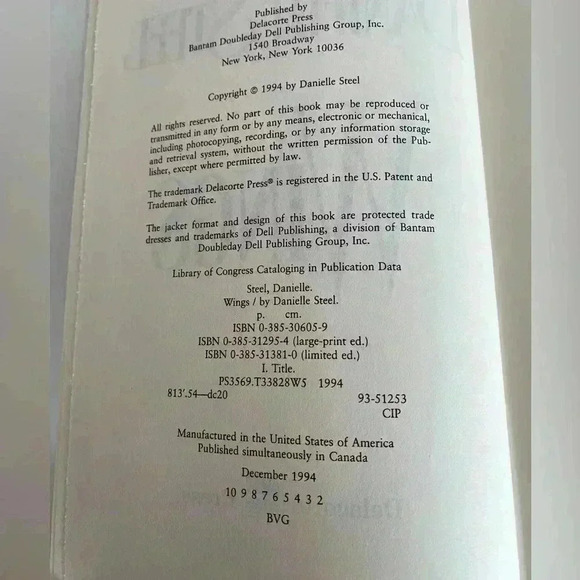 Published by
Delacorte Press
Bantam Doubleday Dell Publishing Group, Inc.
1540 Broadway
New York, New York 10036
Copyright © 1994 by Danielle Steel
All rights reserved. No part of this book may be reproduced or
transmitted in any form or by any means, electronic or mechanical,
including photocopying, recording, or by any information storage
and retrieval system, without the written permission of the Pub-
lisher, except where permitted by law.
The trademark Delacorte Press® is registered in the U.S. Patent and
Trademark Office.
The jacket format and design of this book are protected trade
dresses and trademarks of Dell Publishing, a division of Bantam
Doubleday Dell Publishing Group, Inc.
Library of Congress Cataloging in Publication Data
Steel, Danielle.
Wings / by Danielle Steel.
p. cm.
ISBN 0-385-30605-9
ISBN 0-385-31295-4 (large-print ed.)
ISBN 0-385-31381-0 (limited ed.)
I. Title.
PS3569.T33828W5 1994
813'.54—dc20 93-51253
CIP
Manufactured in the United States of America
Published simultaneously in Canada
December 1994
10 9 8 7 6 5 4 3 2
BVG